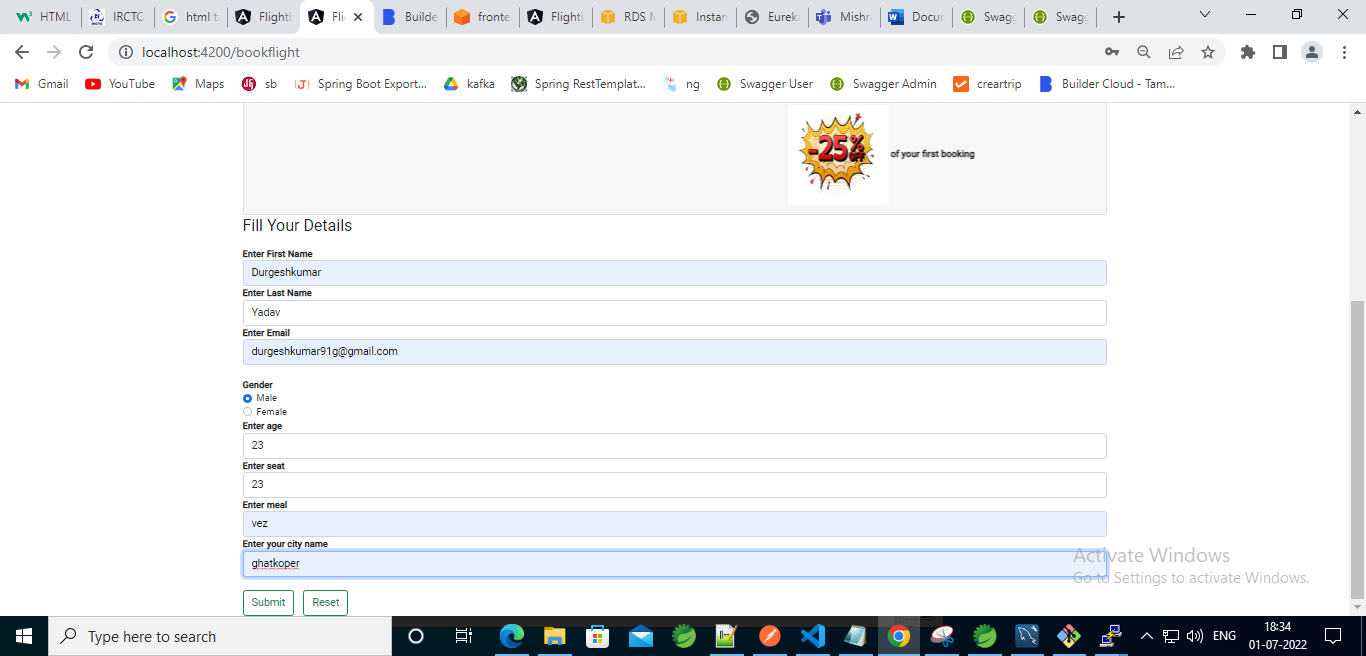 HTML IRCTC html t Flight Fli Builde fronte Flight RDS Instan Eurek Mishra Docur Swagg Swagg
localhost:4200/bookflight
Gmail YouTube Maps sb Spring Boot Export... kafka Spring RestTemplat... ng Swagger User Swagger Admin creartrip Builder Cloud - Tam...
-25% OFF of your first booking
Fill Your Details
Enter First Name
Durgeshkumar
Enter Last Name
Yadav
Enter Email
durgeshkumar91g@gmail.com
Gender
Male
Female
Enter age
23
Enter seat
23
Enter meal
vez
Enter your city name
ghatkoper
Activate Windows
Go to Settings to activate Windows.
Submit Reset
Type here to search ENG 18:34
01-07-2022